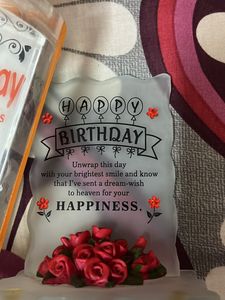 HAPPY
BIRTHDAY
Unwrap this day
with your brightest smile and know
that I've sent a dream-wish
to heaven for your
HAPPINESS.